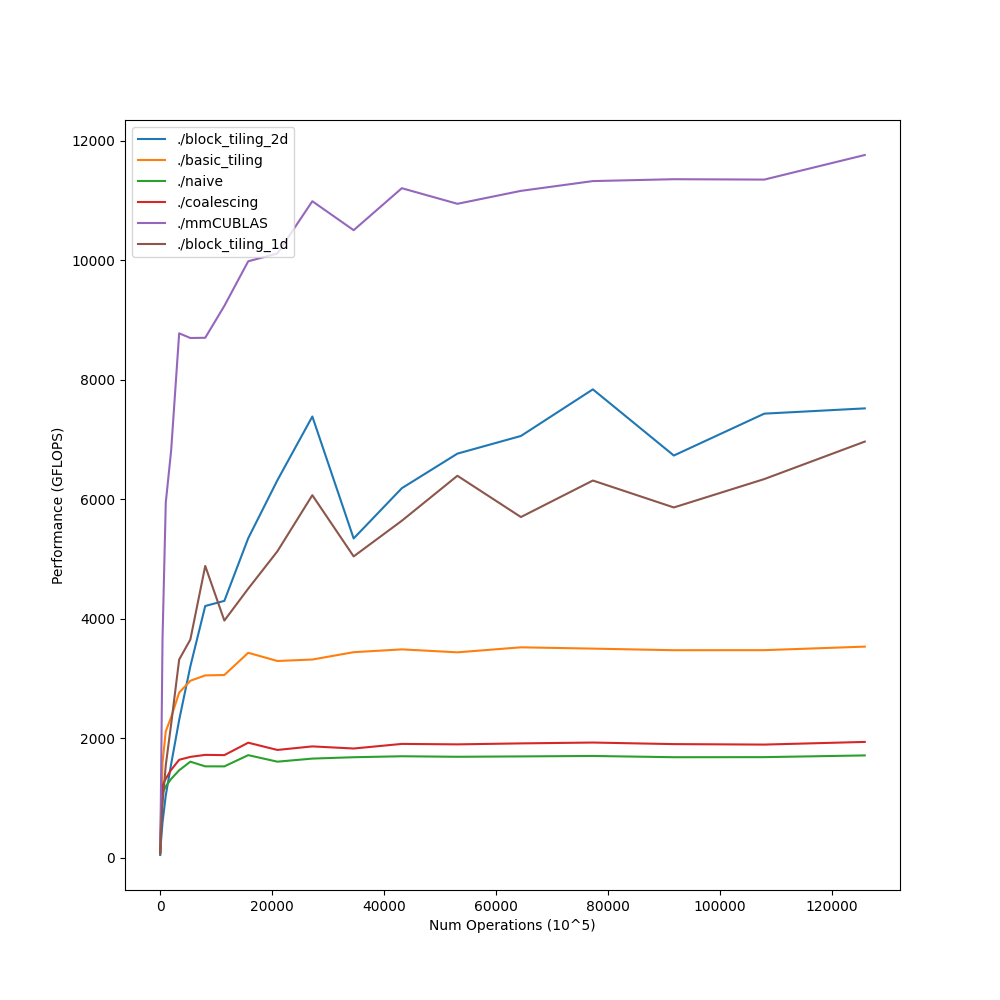 ./block_tiling_2d
./basic_tiling
./naive
./coalescing
./mmCUBLAS
./block_tiling_1d
12000
10000
8000
6000
4000
2000
0
Performance (GFLOPS)
0 20000 40000 60000 80000 100000 120000
Num Operations (10^5)